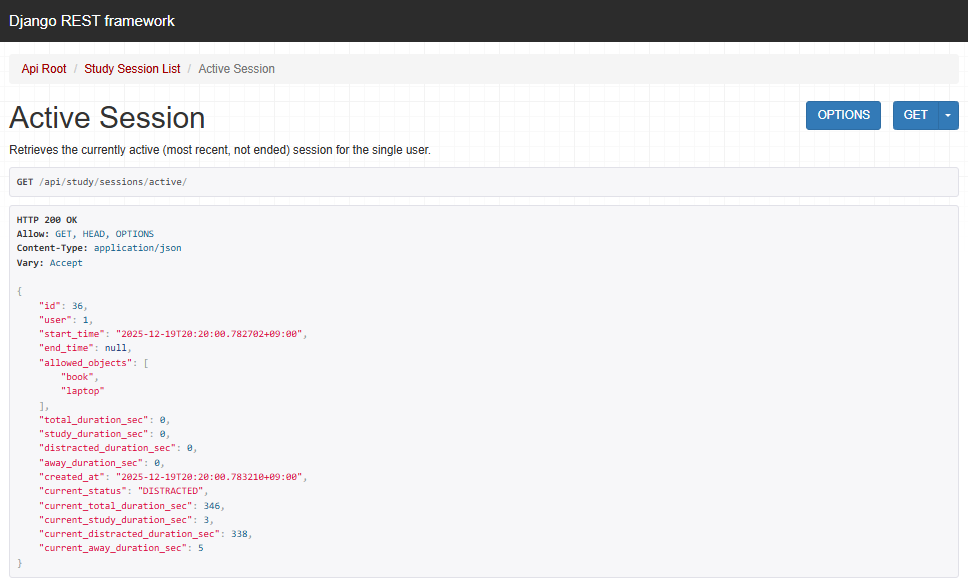 Django REST framework
Api Root / Study Session List / Active Session
Active Session
OPTIONS
GET
Retrieves the currently active (most recent, not ended) session for the single user.
GET /api/study/sessions/active/
HTTP 200 OK
Allow: GET, HEAD, OPTIONS
Content-Type: application/json
Vary: Accept
{
    "id": 36,
    "user": 1,
    "start_time": "2025-12-19T20:20:00.782702+09:00",
    "end_time": null,
    "allowed_objects": [
        "book",
        "laptop"
    ],
    "total_duration_sec": 0,
    "study_duration_sec": 0,
    "distracted_duration_sec": 0,
    "away_duration_sec": 0,
    "created_at": "2025-12-19T20:20:00.783210+09:00",
    "current_status": "DISTRACTED",
    "current_total_duration_sec": 346,
    "current_study_duration_sec": 3,
    "current_distracted_duration_sec": 338,
    "current_away_duration_sec": 5
}